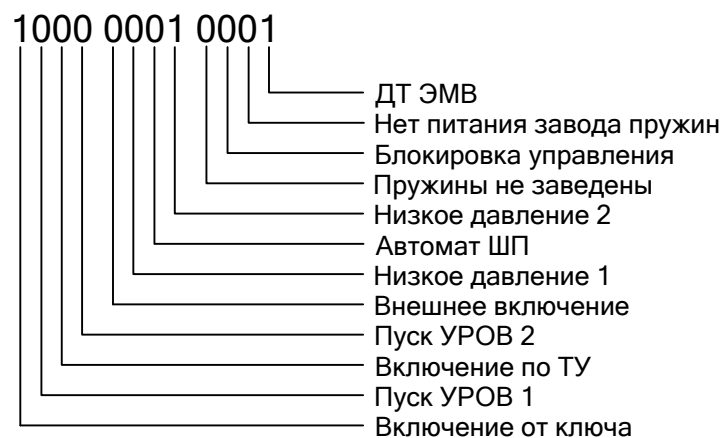 1000 0001 0001
ДТ ЭМВ
Нет питания завода пружин
Блокировка управления
Пружины не заведены
Низкое давление 2
Автомат ШП
Низкое давление 1
Внешнее включение
Пуск УРОВ 2
Включение по ТУ
Пуск УРОВ 1
Включение от ключа